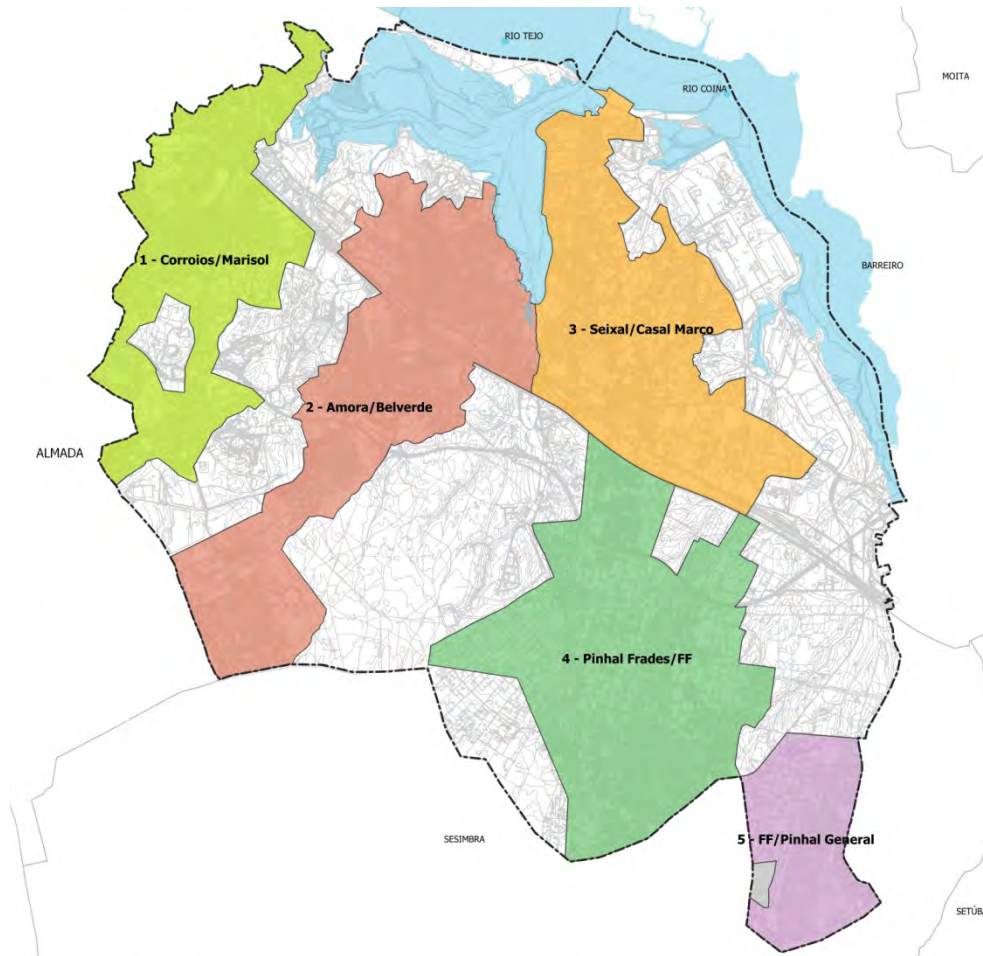 RIO TEJO
MOITA
RIO COINA
1 - Corroios/Marisol
BARREIRO
3 - Seixal/Casal Marco
2 - Amora/Belverde
ALMADA
4 - Pinhal Frades/FF
SESIMBRA
5 - FF/Pinhal General
SETÚB